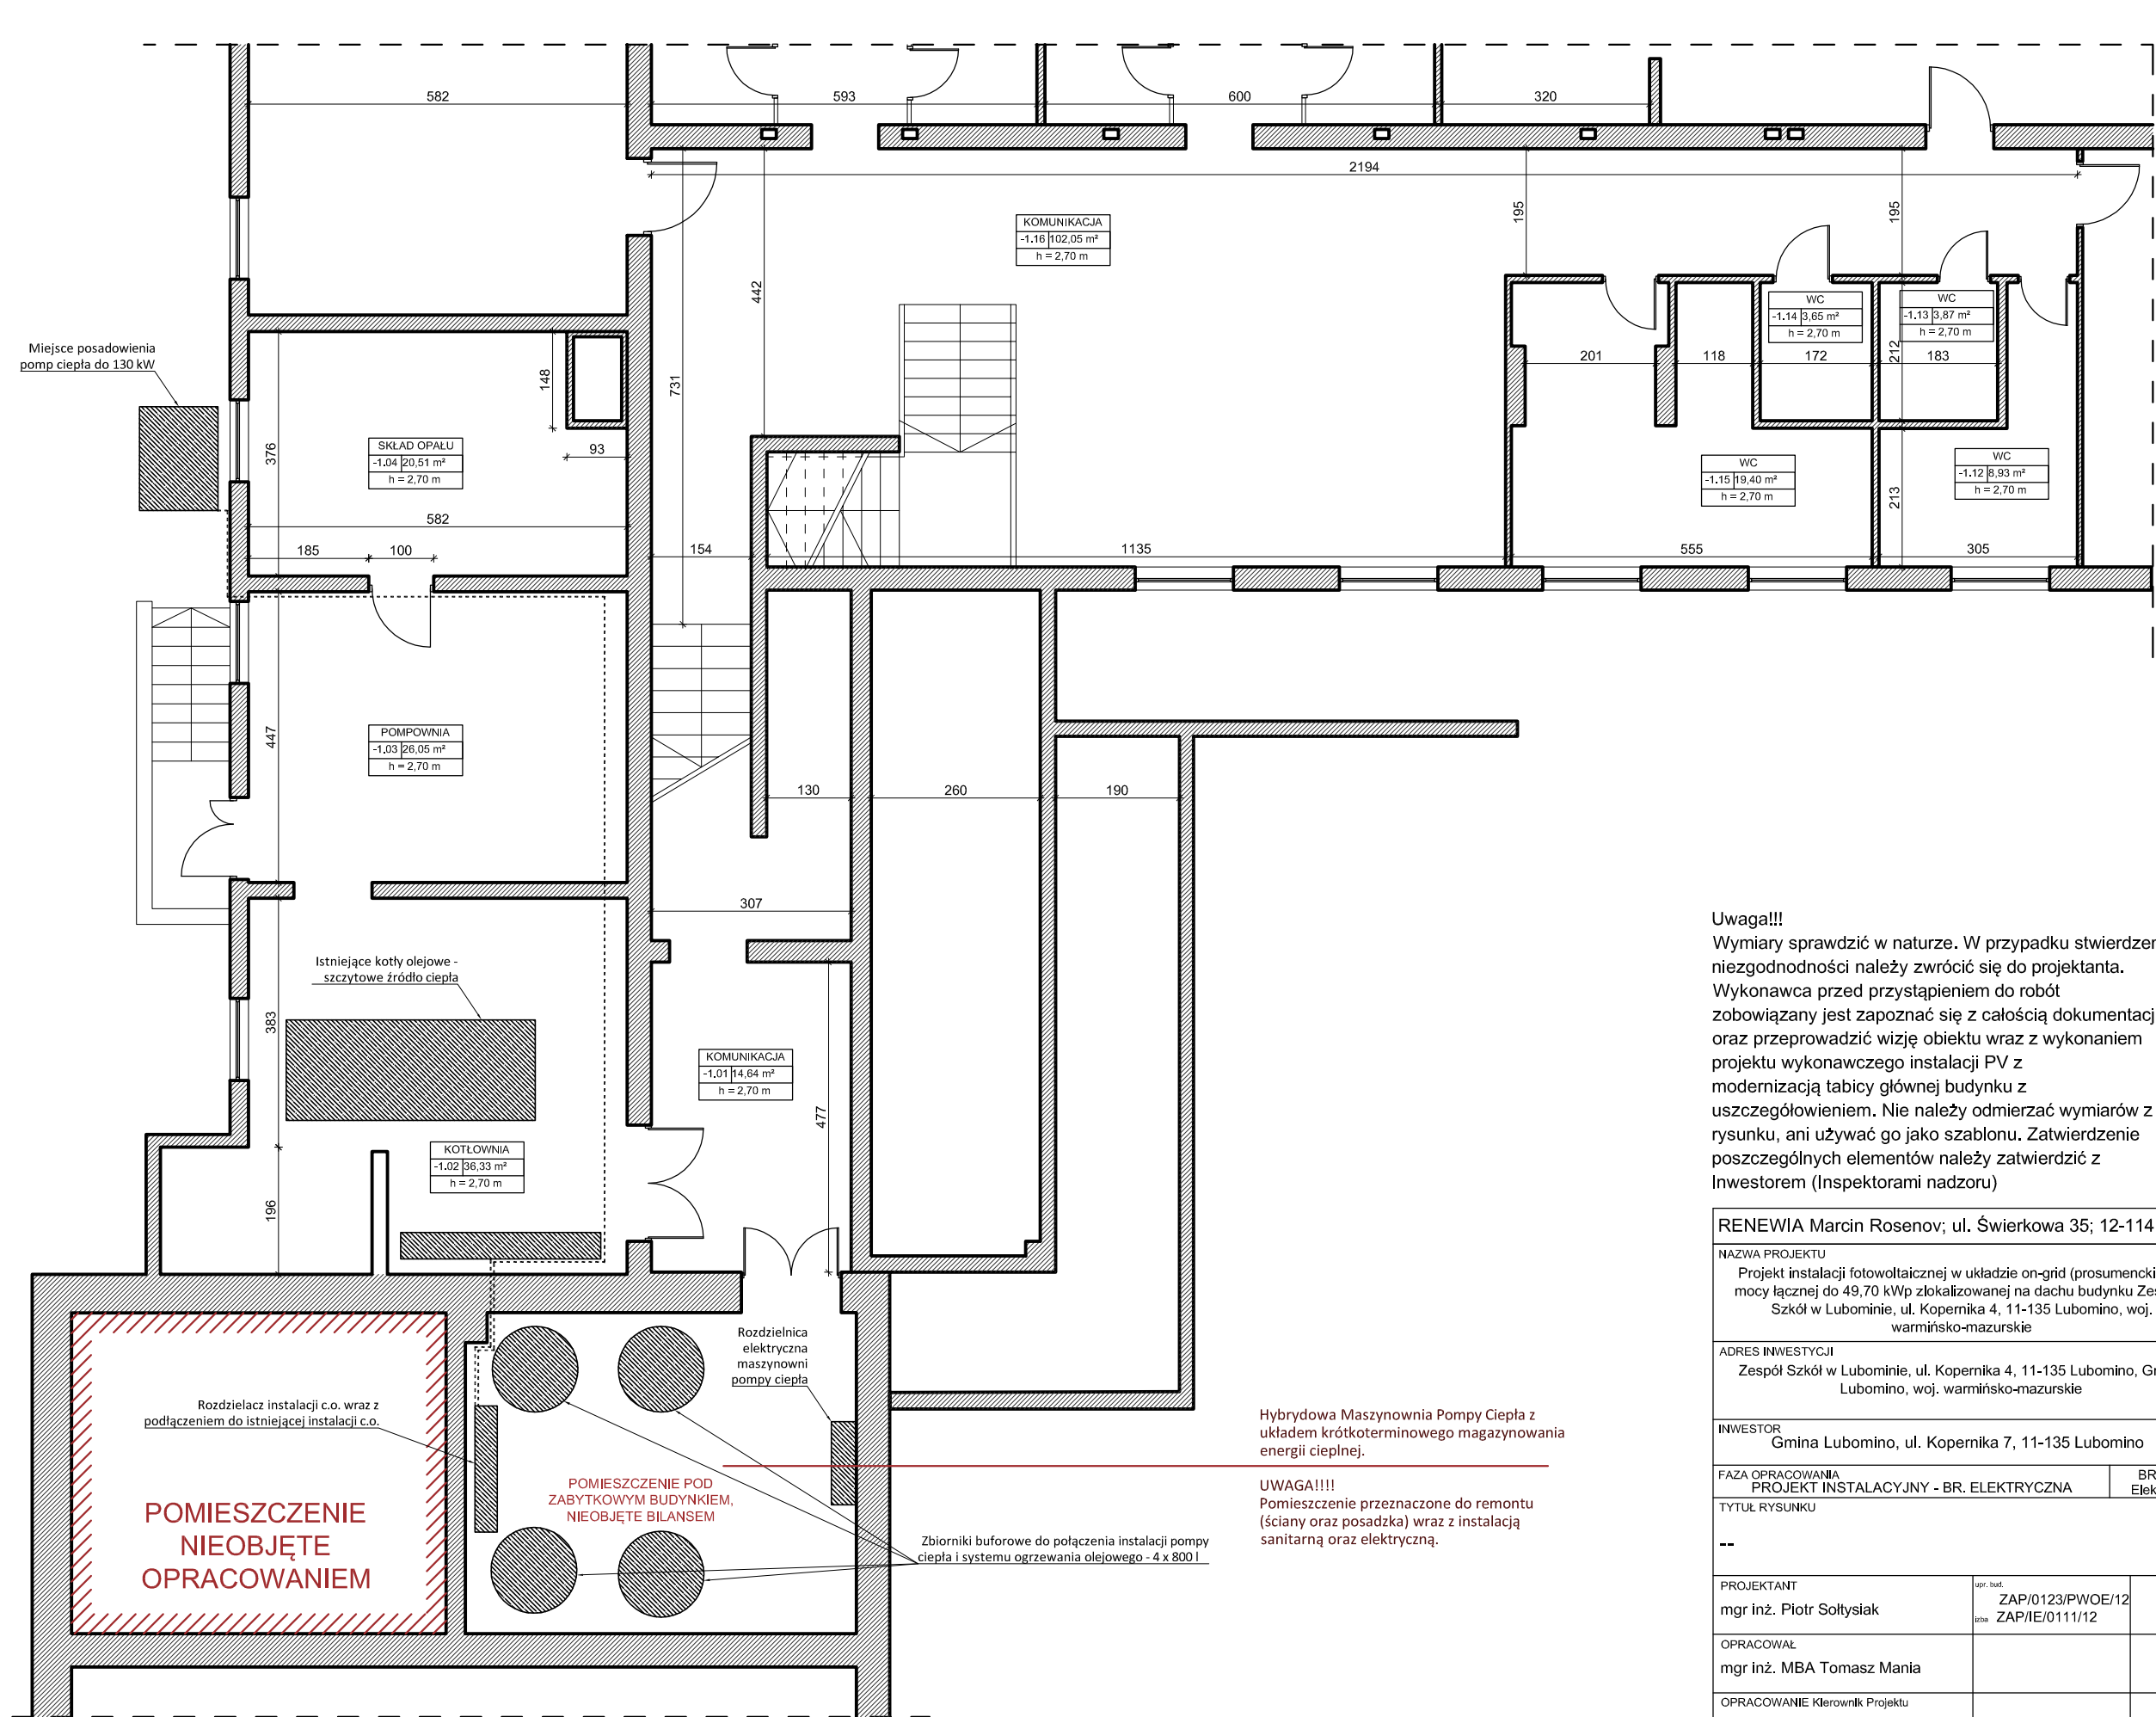 582
593
600
320
2194
KOMUNIKACJA
-1.16 102,05 m²
h = 2,70 m
195
195
442
731
Miejsce posadowienia
pomp ciepła do 130 kW
148
93
376
SKŁAD OPAŁU
-1.04 20,51 m²
h = 2,70 m
582
185
100
154
1135
555
305
WC
-1.14 3,65 m²
h = 2,70 m
WC
-1.13 3,87 m²
h = 2,70 m
201
118
172
212
183
WC
-1.15 19,40 m²
h = 2,70 m
WC
-1.12 8,93 m²
h = 2,70 m
213
447
POMPOWNIA
-1.03 26,05 m²
h = 2,70 m
130
260
190
307
Istniejące kotły olejowe -
szczytowe źródło ciepła
383
KOMUNIKACJA
-1.01 14,64 m²
h = 2,70 m
477
KOTŁOWNIA
-1.02 36,33 m²
h = 2,70 m
196
Rozdzielnica
elektryczna
maszynowni
pompy ciepła
Rozdzielacz instalacji c.o. wraz z
podłączeniem do istniejącej instalacji c.o.
POMIESZCZENIE
NIEOBJĘTE
OPRACOWANIEM
POMIESZCZENIE POD
ZABYTKOWYM BUDYNKIEM,
NIEOBJĘTE BILANSEM
Zbiorniki buforowe do połączenia instalacji pompy
ciepła i systemu ogrzewania olejowego - 4 x 800 l
Hybrydowa Maszynownia Pompy Ciepła z
układem krótkoterminowego magazynowania
energii cieplnej.
UWAGA!!!!
Pomieszczenie przeznaczone do remontu
(ściany oraz posadzka) wraz z instalacją
sanitarną oraz elektryczną.
Uwaga!!!
Wymiary sprawdzić w naturze. W przypadku stwierdzen
niezgodnodności należy zwrócić się do projektanta.
Wykonawca przed przystąpieniem do robót
zobowiązany jest zapoznać się z całością dokumentacj
oraz przeprowadzić wizję obiektu wraz z wykonaniem
projektu wykonawczego instalacji PV z
modernizacją tabicy głównej budynku z
uszczegółowieniem. Nie należy odmierzać wymiarów z
rysunku, ani używać go jako szablonu. Zatwierdzenie
poszczególnych elementów należy zatwierdzić z
Inwestorem (Inspektorami nadzoru)
RENEWIA Marcin Rosenov; ul. Świerkowa 35; 12-114
NAZWA PROJEKTU
Projekt instalacji fotowoltaicznej w układzie on-grid (prosumencki
mocy łącznej do 49,70 kWp zlokalizowanej na dachu budynku Zes
Szkół w Lubominie, ul. Kopernika 4, 11-135 Lubomino, woj.
warmińsko-mazurskie
ADRES INWESTYCJI
Zespół Szkół w Lubominie, ul. Kopernika 4, 11-135 Lubomino, G
Lubomino, woj. warmińsko-mazurskie
INWESTOR
Gmina Lubomino, ul. Kopernika 7, 11-135 Lubomino
FAZA OPRACOWANIA
PROJEKT INSTALACYJNY - BR. ELEKTRYCZNA
BR
Elek
TYTUŁ RYSUNKU
--
PROJEKTANT
mgr inż. Piotr Sołtysiak
upr. bud.
ZAP/0123/PWOE/12
izba ZAP/IE/0111/12
OPRACOWAŁ
mgr inż. MBA Tomasz Mania
OPRACOWANIE Kierownik Projektu